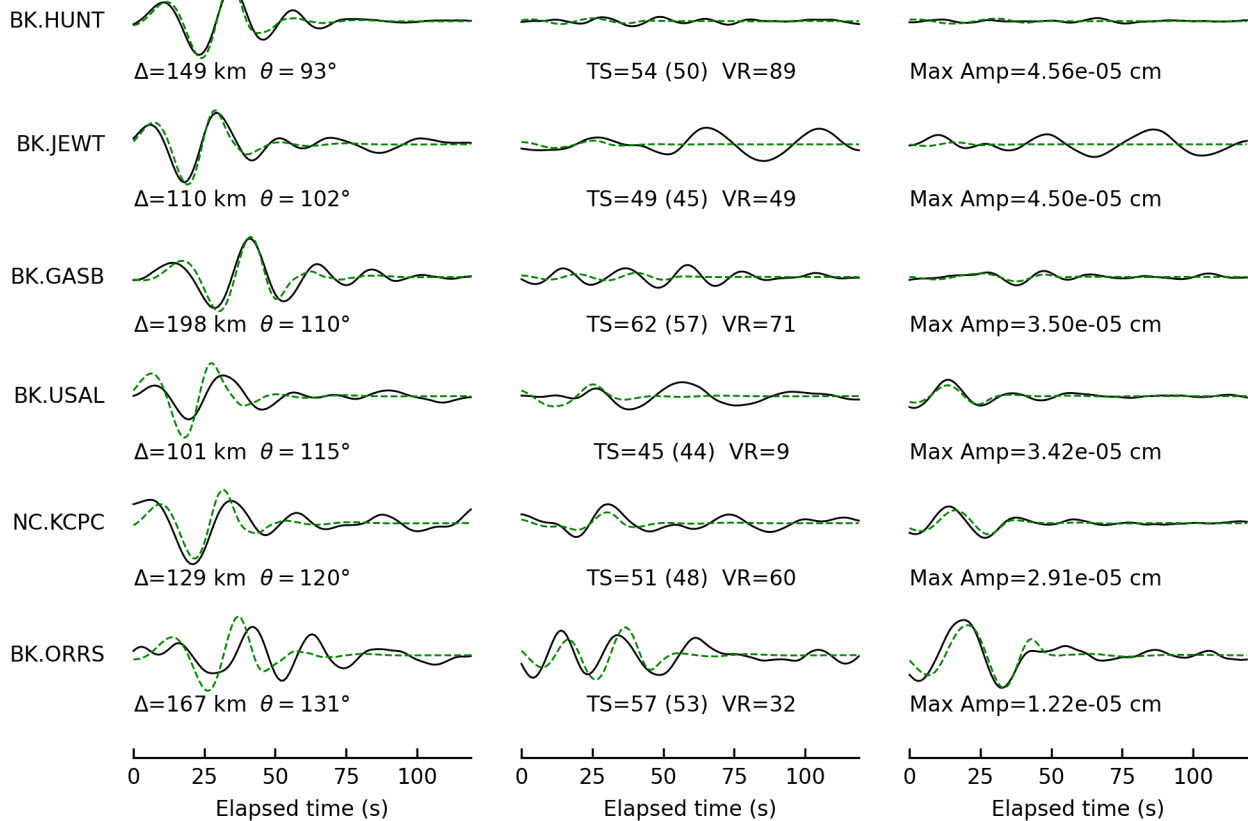 BK.HUNT
Δ=149 km θ = 93° TS=54 (50) VR=89 Max Amp=4.56e-05 cm
BK.JEWT
Δ=110 km θ = 102° TS=49 (45) VR=49 Max Amp=4.50e-05 cm
BK.GASB
Δ=198 km θ = 110° TS=62 (57) VR=71 Max Amp=3.50e-05 cm
BK.USAL
Δ=101 km θ = 115° TS=45 (44) VR=9 Max Amp=3.42e-05 cm
NC.KCPC
Δ=129 km θ = 120° TS=51 (48) VR=60 Max Amp=2.91e-05 cm
BK.ORRS
Δ=167 km θ = 131° TS=57 (53) VR=32 Max Amp=1.22e-05 cm
0 25 50 75 100 0 25 50 75 100 0 25 50 75 100
Elapsed time (s) Elapsed time (s) Elapsed time (s)